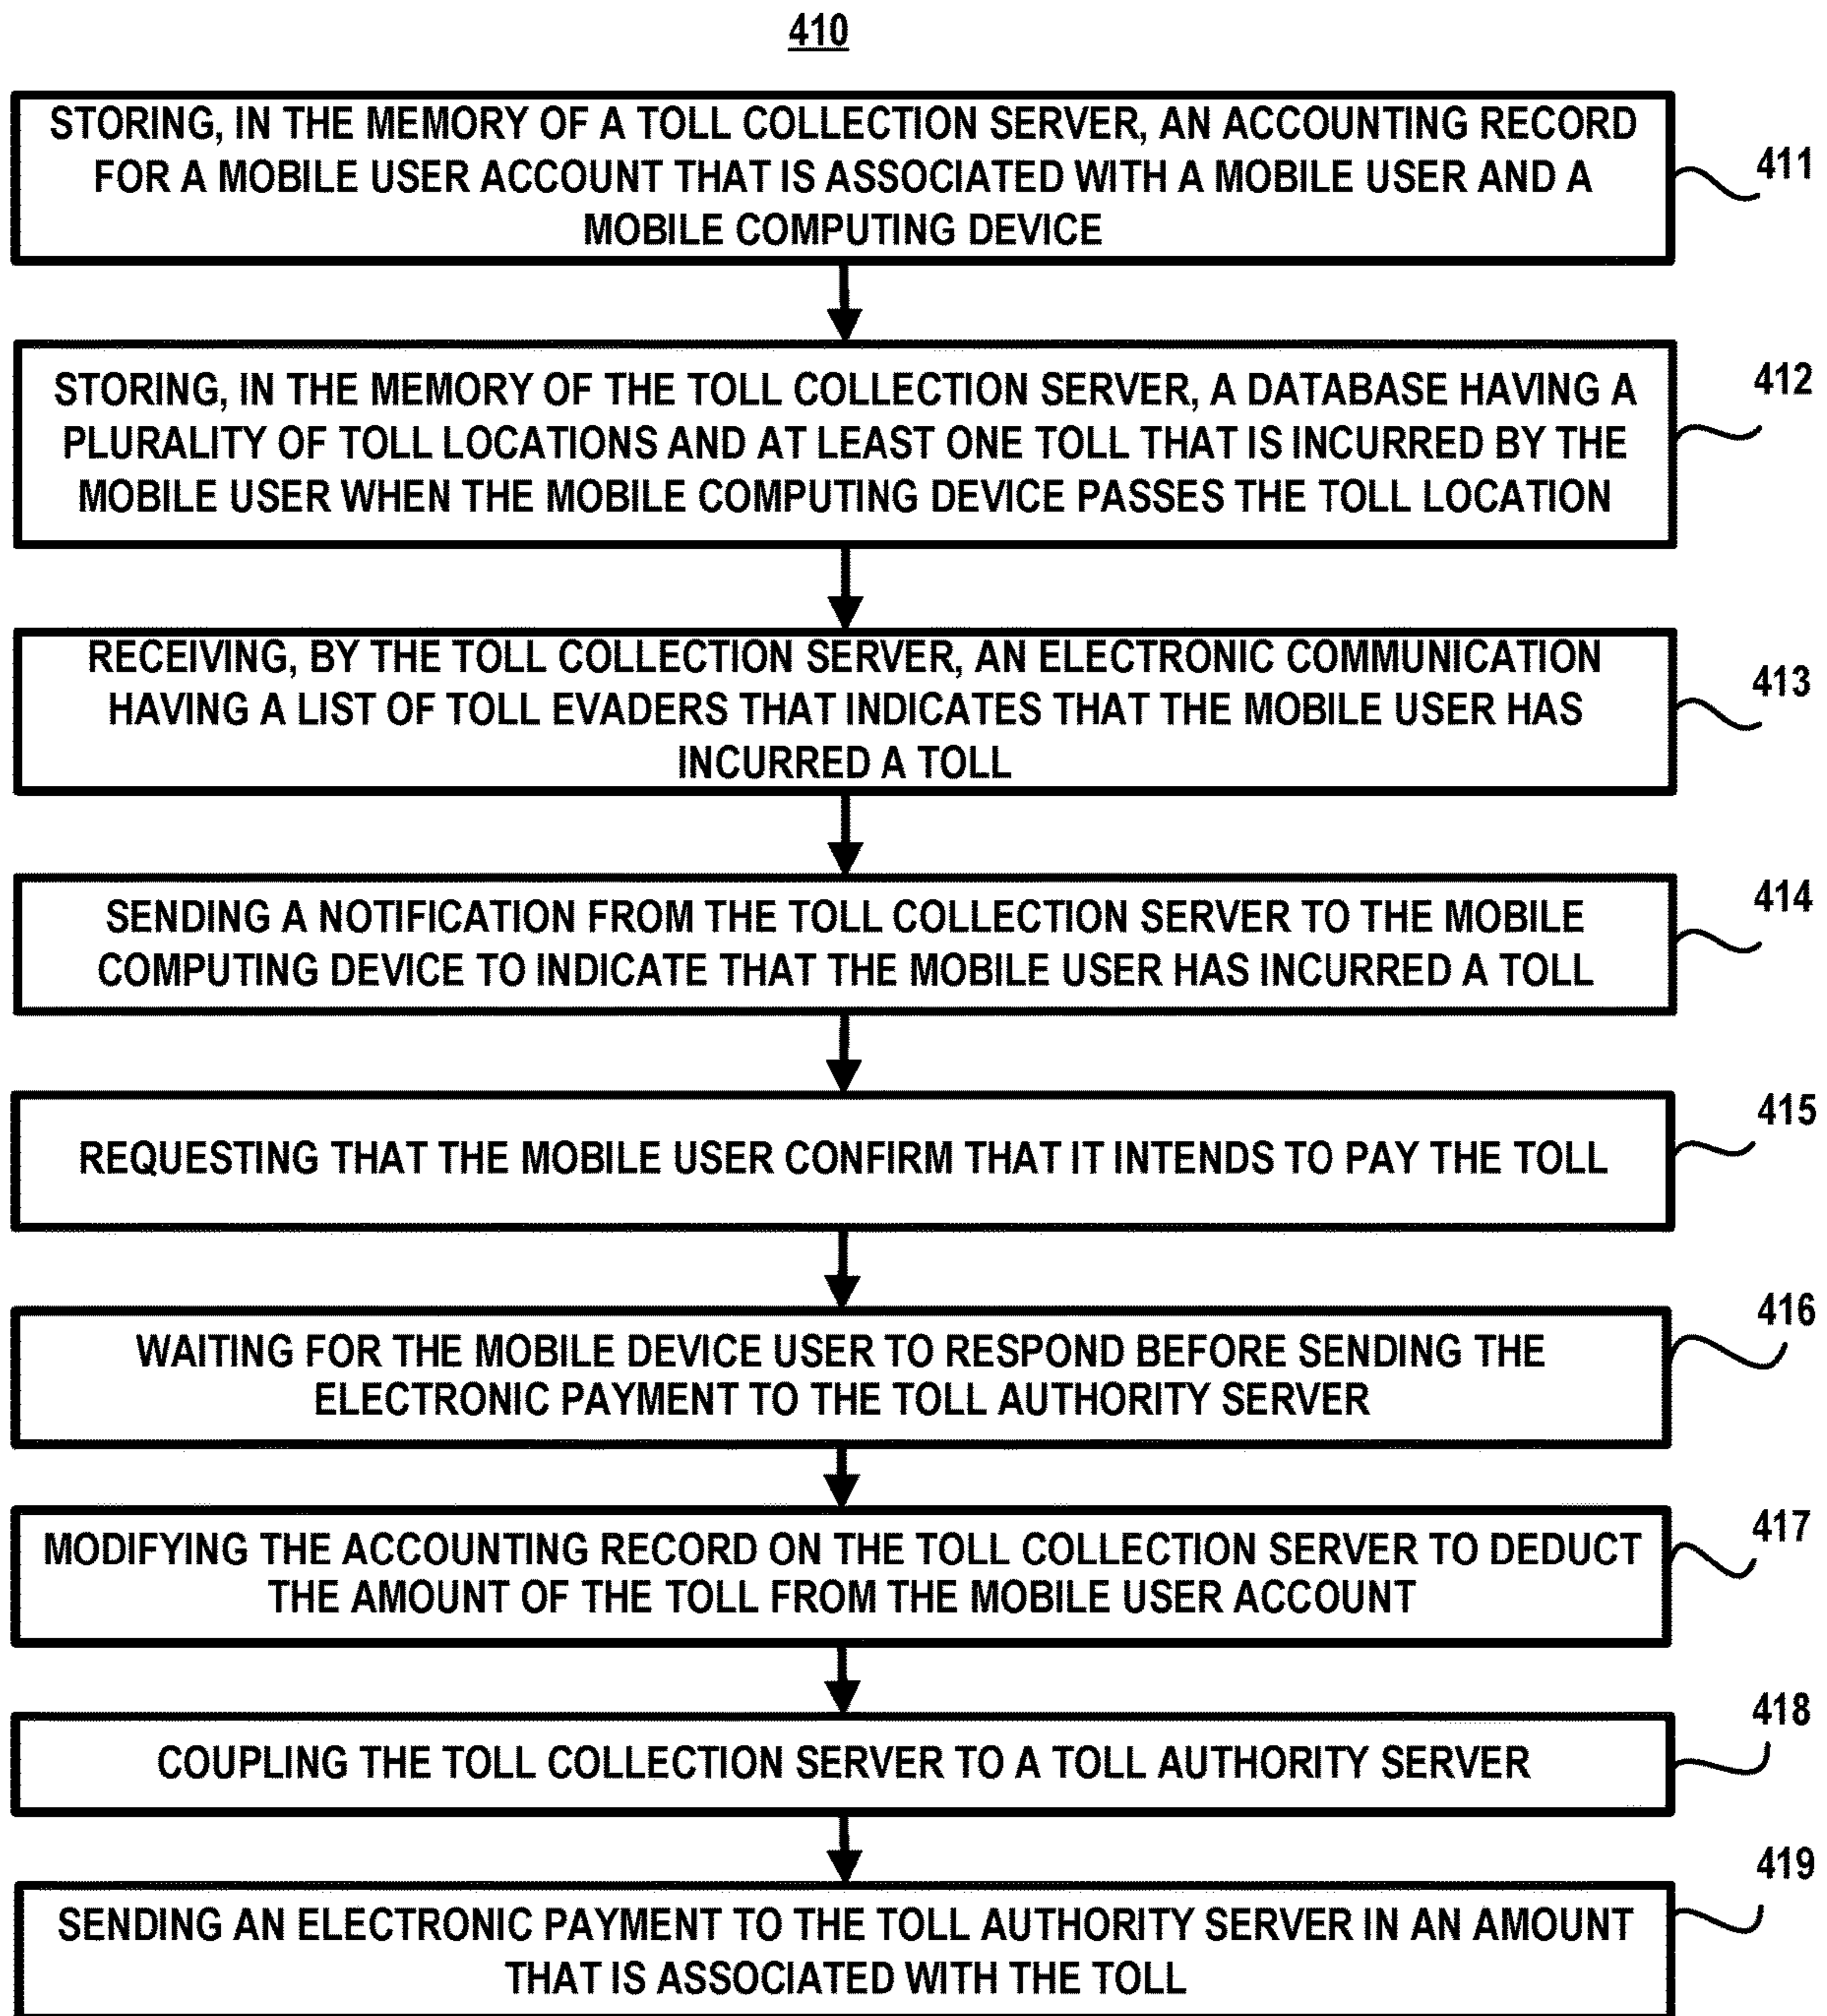 410
STORING, IN THE MEMORY OF A TOLL COLLECTION SERVER, AN ACCOUNTING RECORD
FOR A MOBILE USER ACCOUNT THAT IS ASSOCIATED WITH A MOBILE USER AND A
MOBILE COMPUTING DEVICE
411
STORING, IN THE MEMORY OF THE TOLL COLLECTION SERVER, A DATABASE HAVING A
PLURALITY OF TOLL LOCATIONS AND AT LEAST ONE TOLL THAT IS INCURRED BY THE
MOBILE USER WHEN THE MOBILE COMPUTING DEVICE PASSES THE TOLL LOCATION
412
RECEIVING, BY THE TOLL COLLECTION SERVER, AN ELECTRONIC COMMUNICATION
HAVING A LIST OF TOLL EVADERS THAT INDICATES THAT THE MOBILE USER HAS
INCURRED A TOLL
413
SENDING A NOTIFICATION FROM THE TOLL COLLECTION SERVER TO THE MOBILE
COMPUTING DEVICE TO INDICATE THAT THE MOBILE USER HAS INCURRED A TOLL
414
REQUESTING THAT THE MOBILE USER CONFIRM THAT IT INTENDS TO PAY THE TOLL
415
WAITING FOR THE MOBILE DEVICE USER TO RESPOND BEFORE SENDING THE
ELECTRONIC PAYMENT TO THE TOLL AUTHORITY SERVER
416
MODIFYING THE ACCOUNTING RECORD ON THE TOLL COLLECTION SERVER TO DEDUCT
THE AMOUNT OF THE TOLL FROM THE MOBILE USER ACCOUNT
417
COUPLING THE TOLL COLLECTION SERVER TO A TOLL AUTHORITY SERVER
418
SENDING AN ELECTRONIC PAYMENT TO THE TOLL AUTHORITY SERVER IN AN AMOUNT
THAT IS ASSOCIATED WITH THE TOLL
419